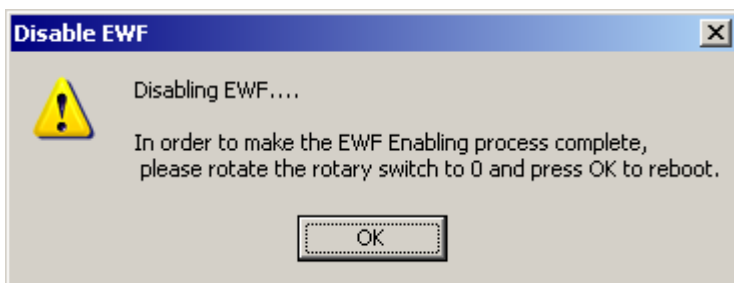 Disable EWF
Disabling EWF....
In order to make the EWF Enabling process complete,
please rotate the rotary switch to 0 and press OK to reboot.
OK